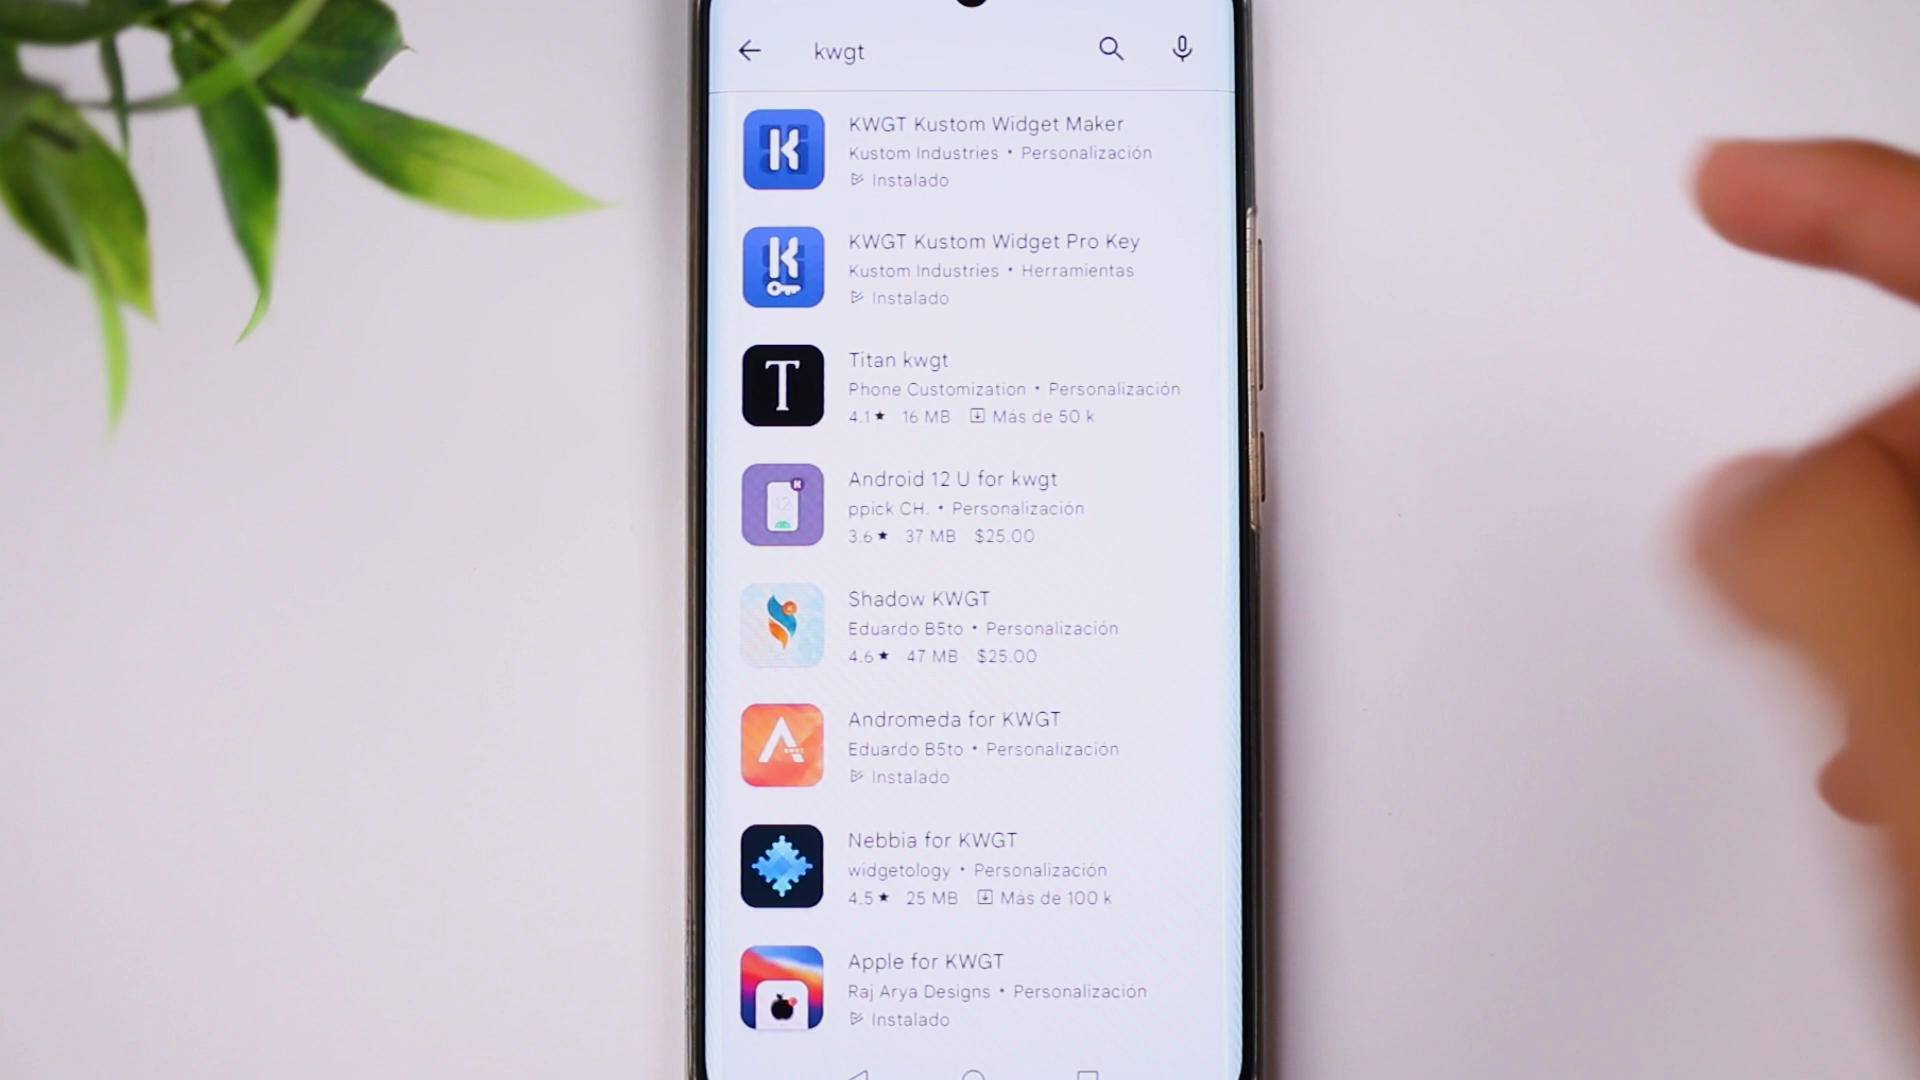 kwgt
KWGT Kustom Widget Maker
Kustom Industries • Personalización
Instalado
KWGT Kustom Widget Pro Key
Kustom Industries • Herramientas
Instalado
T
Titan kwgt
Phone Customization • Personalización
4.1★ 16 MB Más de 50 k
12
Android 12 U for kwgt
ppick CH. • Personalización
3.6★ 37 MB $25.00
Shadow KWGT
Eduardo B5to • Personalización
4.6★ 47 MB $25.00
Andromeda for KWGT
Eduardo B5to • Personalización
Instalado
Nebbia for KWGT
widgetology • Personalización
4.5★ 25 MB Más de 100 k
Apple for KWGT
Raj Arya Designs • Personalización
Instalado